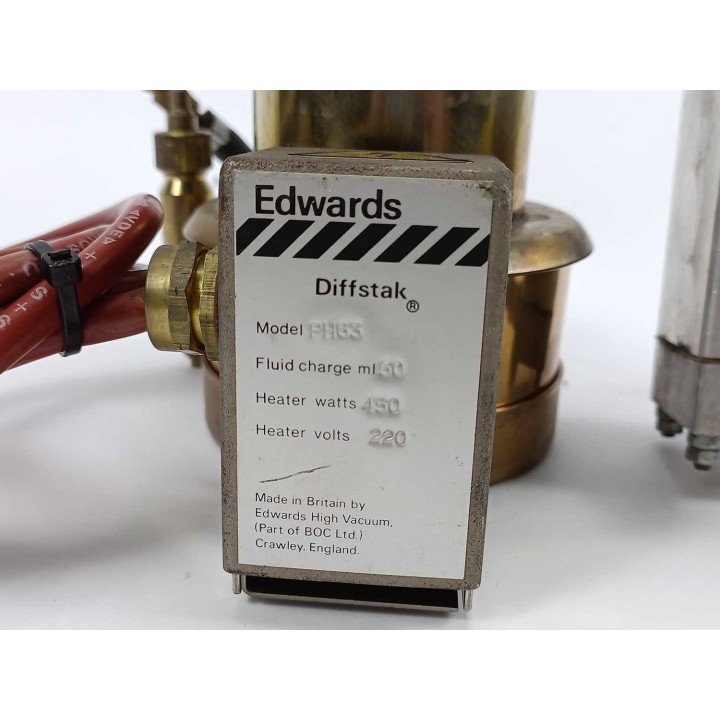 Edwards
Diffstak
®
Model PH63
Fluid charge ml 50
Heater watts 450
Heater volts 220
Made in Britain by
Edwards High Vacuum,
(Part of BOC Ltd.)
Crawley. England.